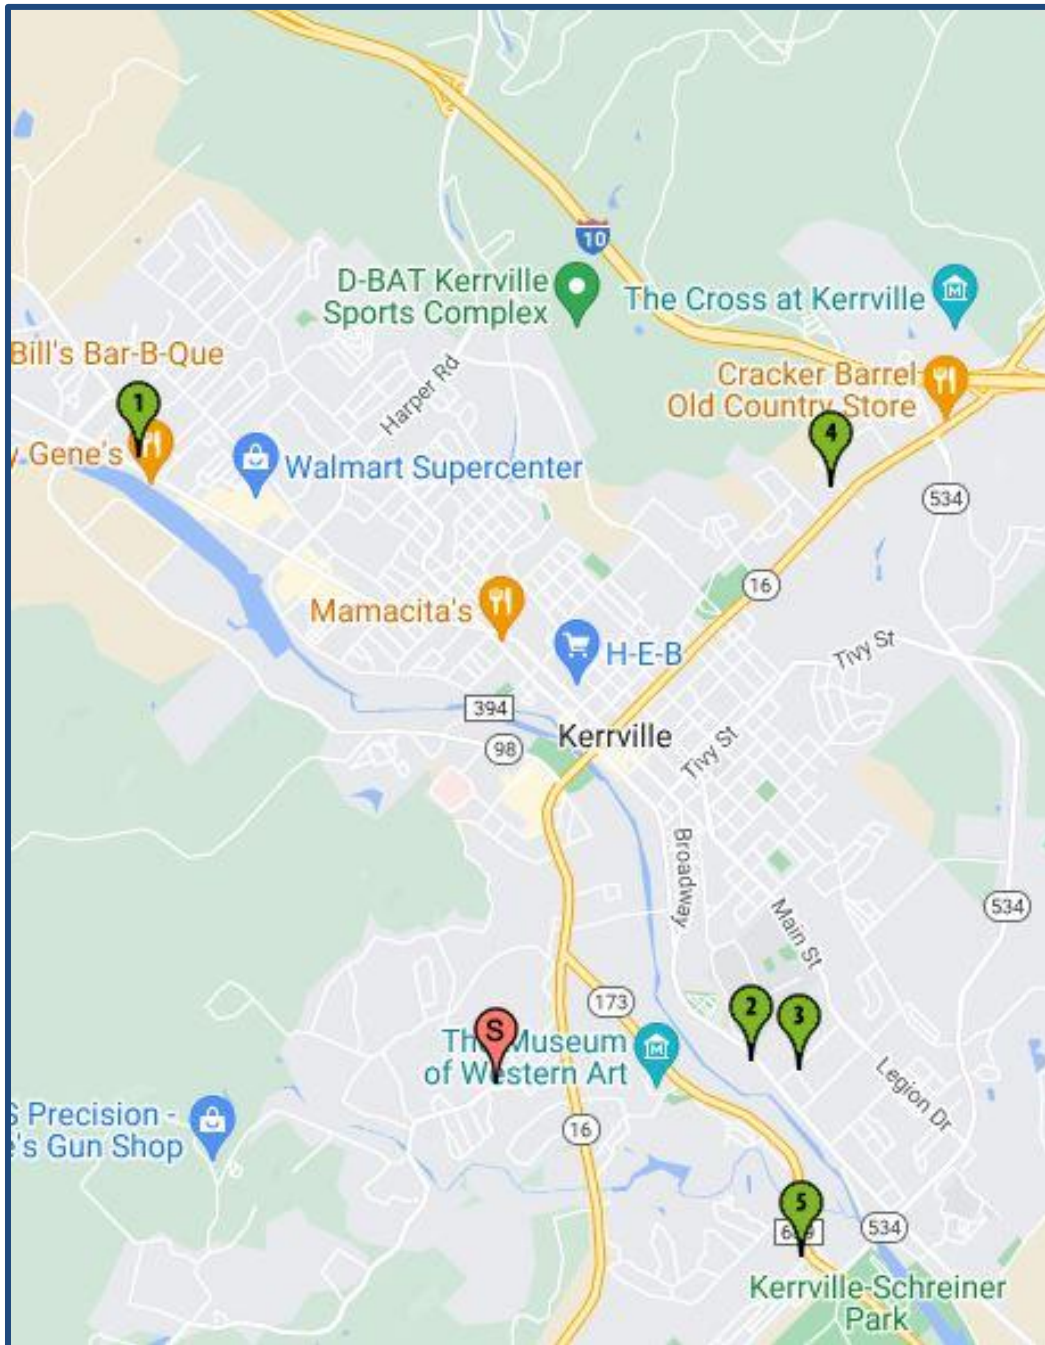 10
D-BAT Kerrville
Sports Complex
The Cross at Kerrville
Bill's Bar-B-Que
Cracker Barrel
Old Country Store
Harper Rd
1
4
Gene's
Walmart Supercenter
534
16
Mamacita's
H-E-B
Tivy St
394
Kerrville
98
Tivy St
Broadway
534
Main St
173
2
3
S
Museum
of Western Art
Legion Dr
S Precision -
's Gun Shop
16
5
534
Kerrville-Schreiner
Park